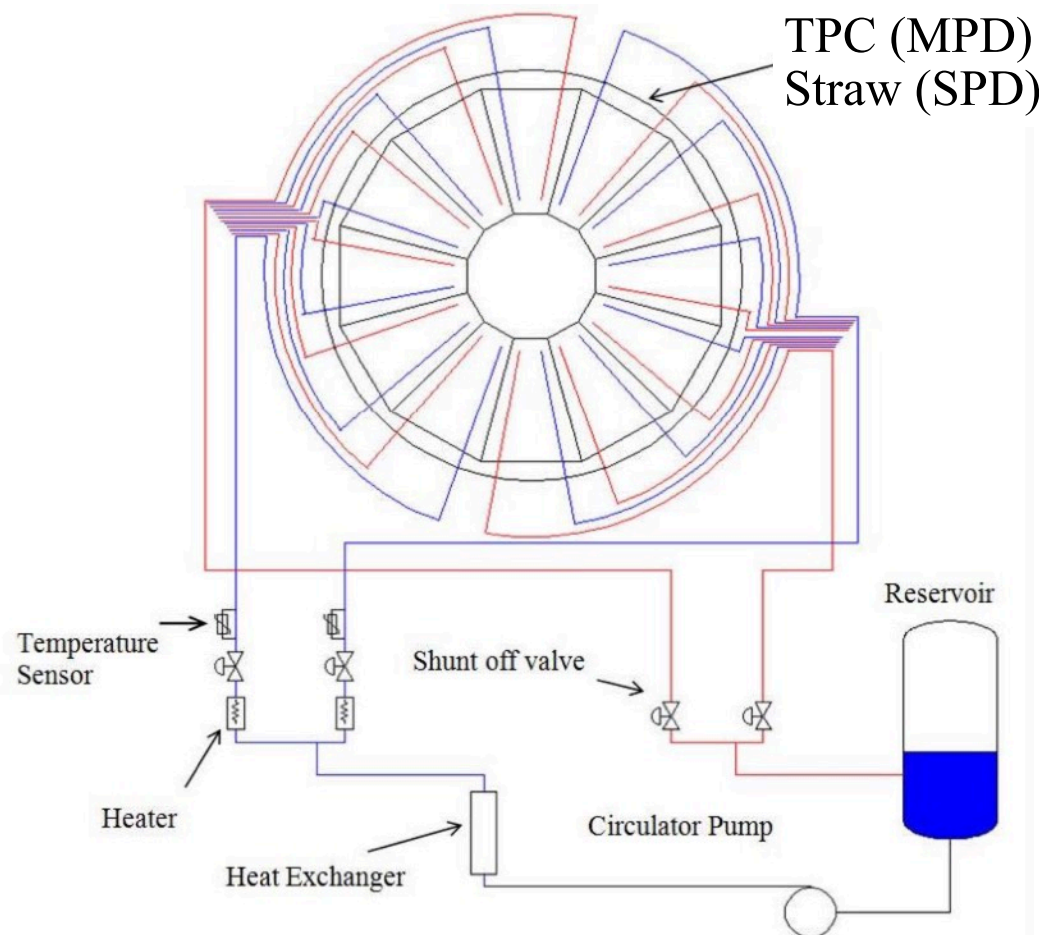 TPC (MPD)
Straw (SPD)
Reservoir
Temperature
Sensor
Shunt off valve
Heater
Circulator Pump
Heat Exchanger